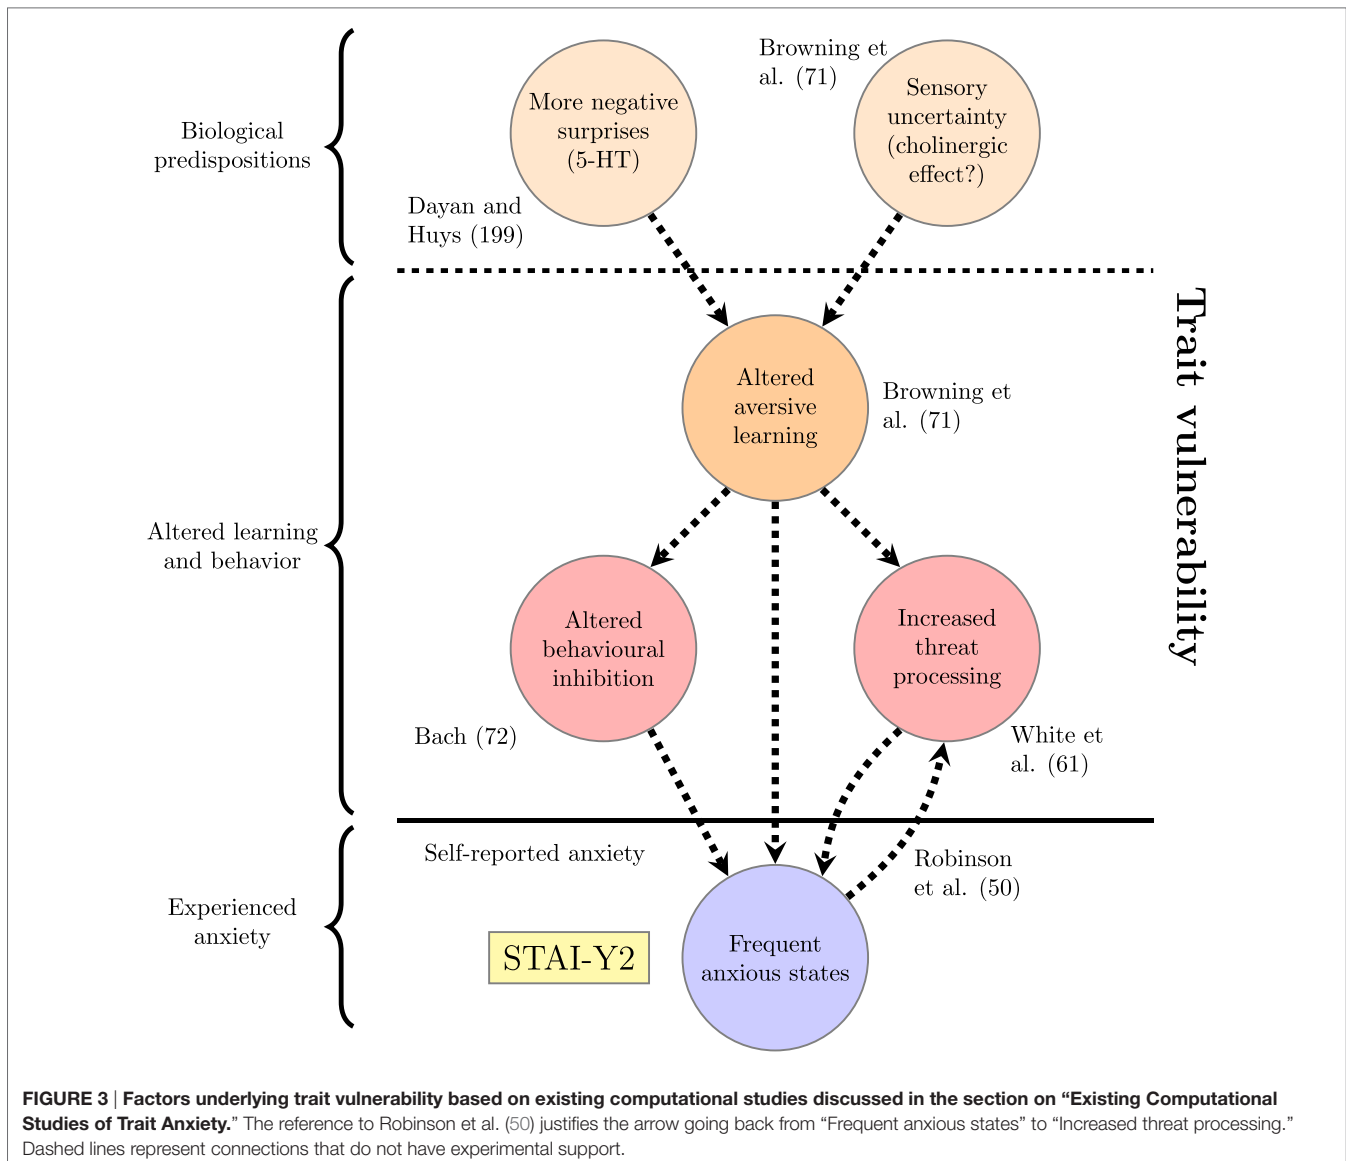 Browning et
al. (71)
More negative
surprises
(5-HT)
Sensory
uncertainty
(cholinergic
effect?)
Biological
predispositions
Dayan and
Huys (199)
Trait vulnerability
Altered
aversive
learning
Browning et
al. (71)
Altered learning
and behavior
Altered
behavioural
inhibition
Increased
threat
processing
Bach (72)
White et
al. (61)
Self-reported anxiety
Robinson
et al. (50)
Experienced
anxiety
STAI-Y2
Frequent
anxious states
FIGURE 3 | Factors underlying trait vulnerability based on existing computational studies discussed in the section on “Existing Computational
Studies of Trait Anxiety.” The reference to Robinson et al. (50) justifies the arrow going back from “Frequent anxious states” to “Increased threat processing.”
Dashed lines represent connections that do not have experimental support.